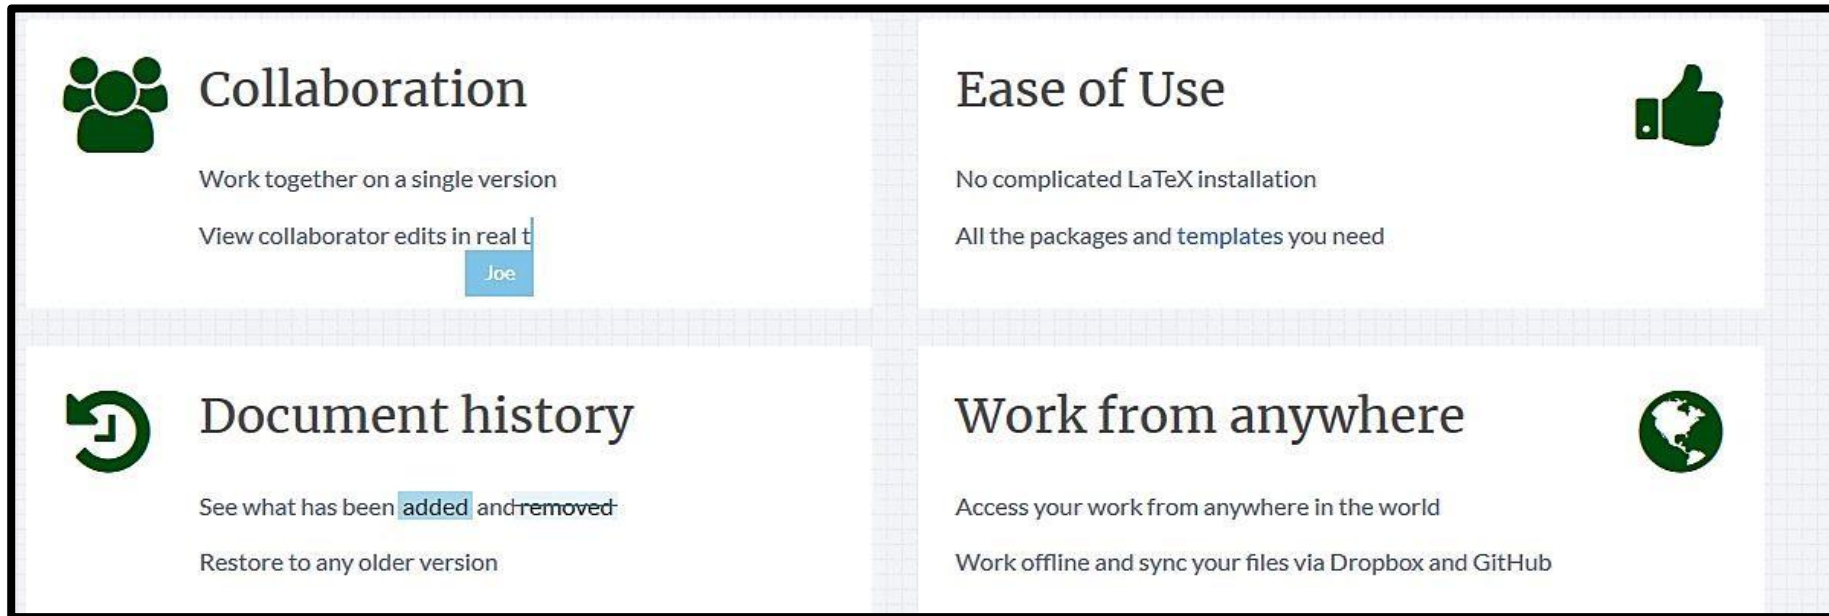 Collaboration
Work together on a single version
View collaborator edits in real t
Joe
Ease of Use
No complicated LaTeX installation
All the packages and templates you need
Document history
See what has been added and removed
Restore to any older version
Work from anywhere
Access your work from anywhere in the world
Work offline and sync your files via Dropbox and GitHub